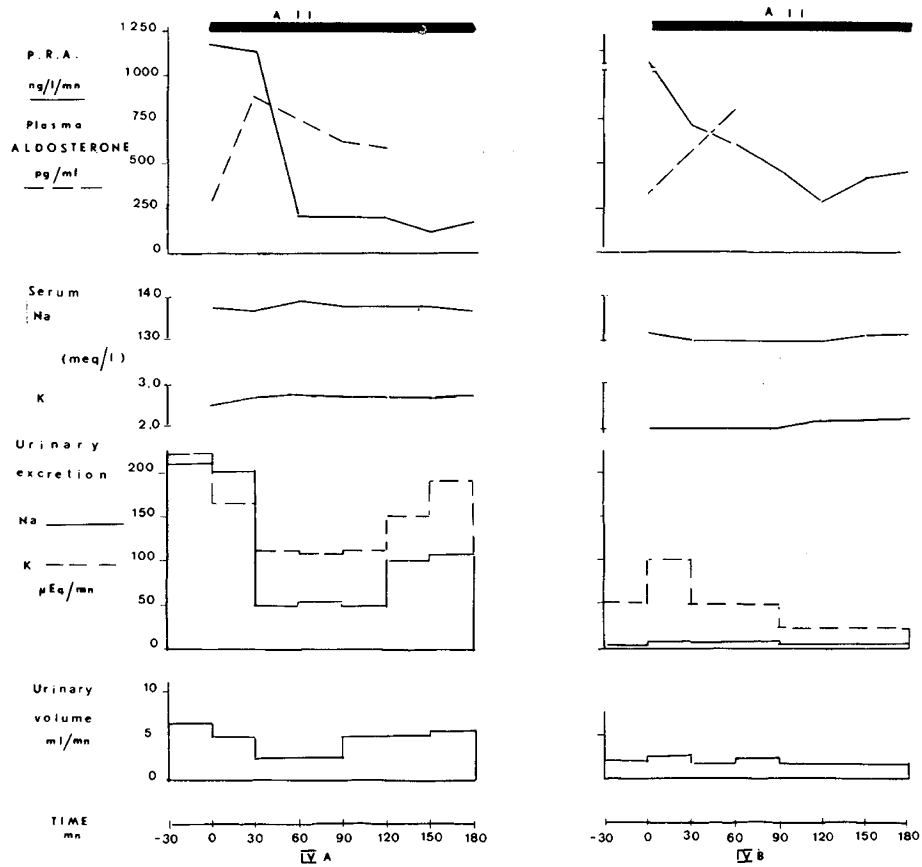 A II
A II
1250
1000
750
500
250
0
P.R.A.
ng/l/mn
Plasma
ALDOSTERONE
pg/ml
Serum
Na
(meq/l)
K
140
130
3.0
2.0
Urinary
excretion
Na
K
µEq/mn
200
150
100
50
0
Urinary
volume
ml/mn
10
5
0
TIME
mn
-30 0 30 60 90 120 150 180
IV A
-30 0 30 60 90 120 150 180
IV B